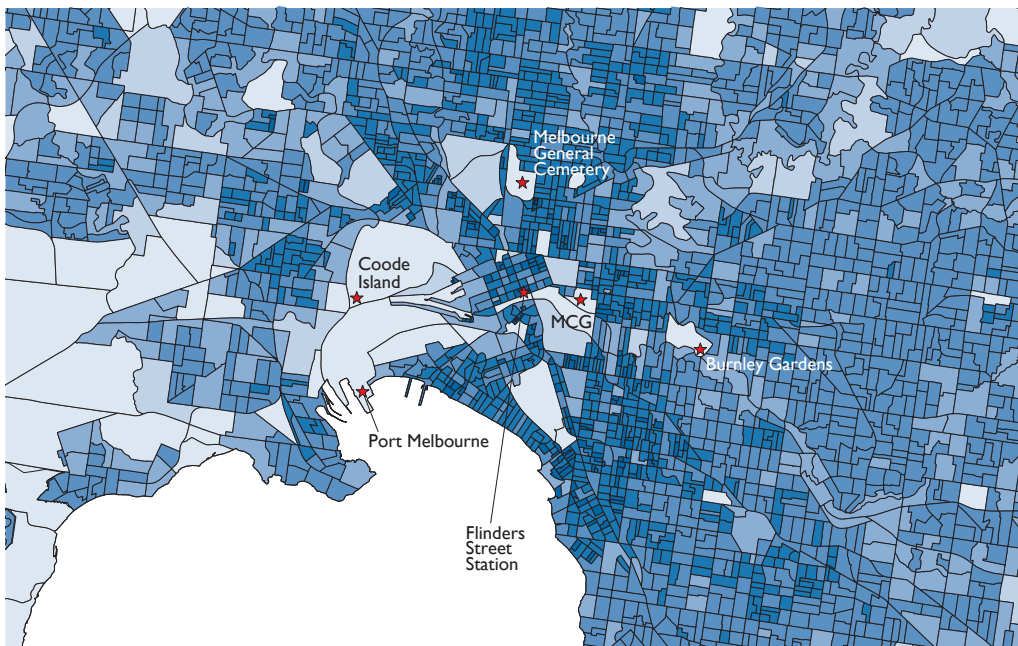 Melbourne
General
Cemetery
Coode
Island
MCG
Burnley Gardens
Port Melbourne
Flinders
Street
Station